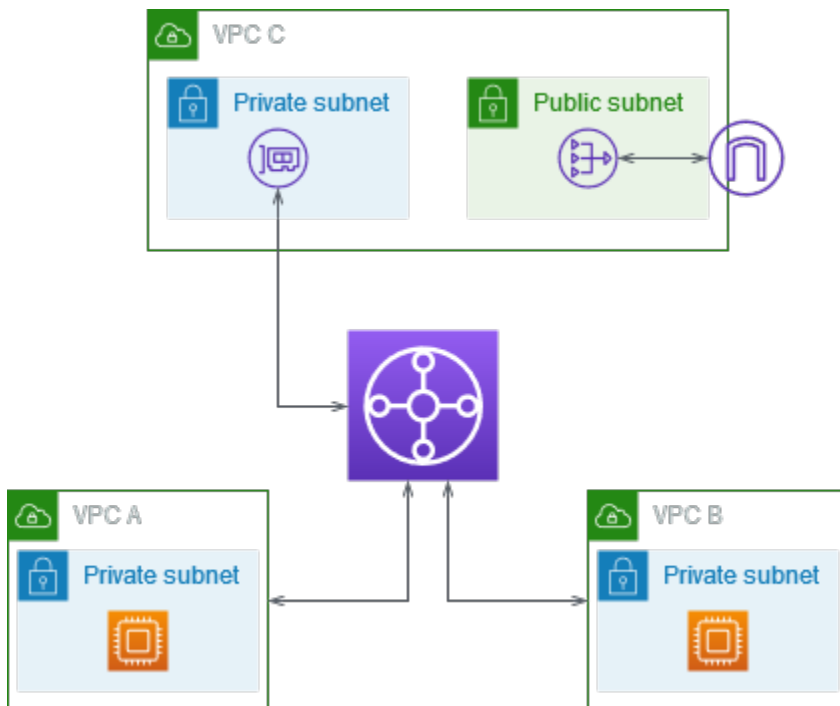 VPC C
Private subnet
Public subnet
VPC A
Private subnet
VPC B
Private subnet